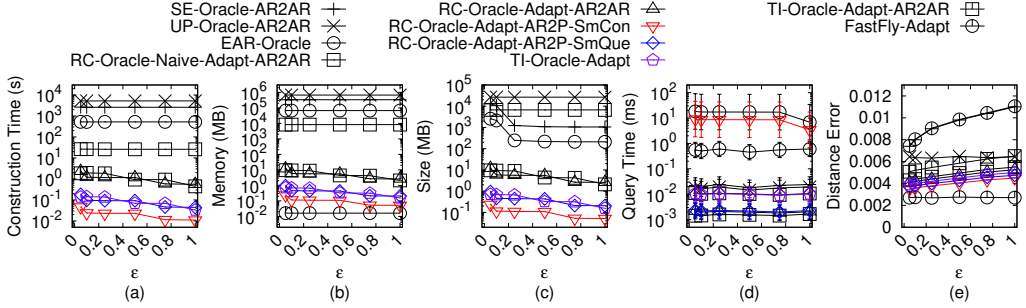 SE-Oracle-AR2AR
UP-Oracle-AR2AR
EAR-Oracle
RC-Oracle-Naive-Adapt-AR2AR
RC-Oracle-Adapt-AR2AR
RC-Oracle-Adapt-AR2P-SmCon
RC-Oracle-Adapt-AR2P-SmQue
TI-Oracle-Adapt
TI-Oracle-Adapt-AR2AR
FastFly-Adapt
Construction Time (s)
10^4
10^3
10^2
10^1
10^0
10^-1
10^-2
0 0.2 0.4 0.6 0.8 1
ε
(a)
Memory (MB)
10^6
10^5
10^4
10^3
10^2
10^1
10^0
10^-1
10^-2
0 0.2 0.4 0.6 0.8 1
ε
(b)
Size (MB)
10^5
10^4
10^3
10^2
10^1
10^0
10^-1
10^-2
0 0.2 0.4 0.6 0.8 1
ε
(c)
Query Time (ms)
10^2
10^1
10^0
10^-1
10^-2
10^-3
0 0.2 0.4 0.6 0.8 1
ε
(d)
Distance Error
0.012
0.01
0.008
0.006
0.004
0.002
0
0 0.2 0.4 0.6 0.8 1
ε
(e)